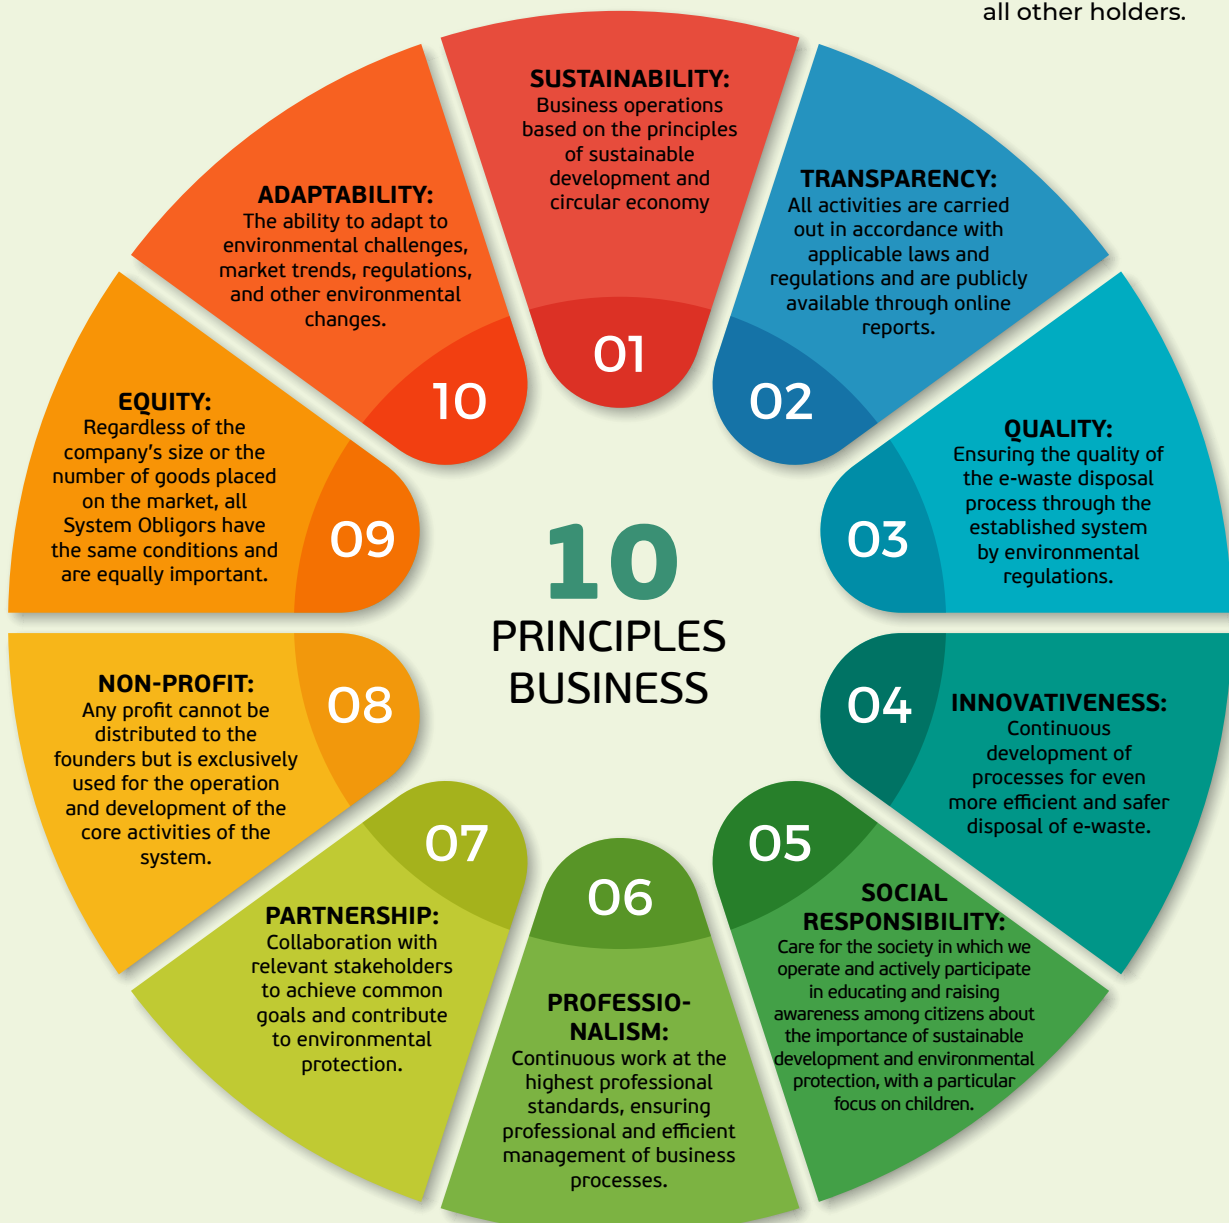 all other holders.
SUSTAINABILITY:
Business operations
based on the principles
of sustainable
development and
circular economy
01
TRANSPARENCY:
All activities are carried
out in accordance with
applicable laws and
regulations and are publicly
available through online
reports.
02
QUALITY:
Ensuring the quality of
the e-waste disposal
process through the
established system
by environmental
regulations.
03
INNOVATIVENESS:
Continuous
development of
processes for even
more efficient and safer
disposal of e-waste.
04
SOCIAL
RESPONSIBILITY:
Care for the society in which we
operate and actively participate
in educating and raising
awareness among citizens about
the importance of sustainable
development and environmental
protection, with a particular
focus on children.
05
PROFESSIO-
NALISM:
Continuous work at the
highest professional
standards, ensuring
professional and efficient
management of business
processes.
06
PARTNERSHIP:
Collaboration with
relevant stakeholders
to achieve common
goals and contribute
to environmental
protection.
07
NON-PROFIT:
Any profit cannot be
distributed to the
founders but is exclusively
used for the operation
and development of the
core activities of the
system.
08
EQUITY:
Regardless of the
company's size or the
number of goods placed
on the market, all
System Obligors have
the same conditions and
are equally important.
09
ADAPTABILITY:
The ability to adapt to
environmental challenges,
market trends, regulations,
and other environmental
changes.
10
10
PRINCIPLES
BUSINESS